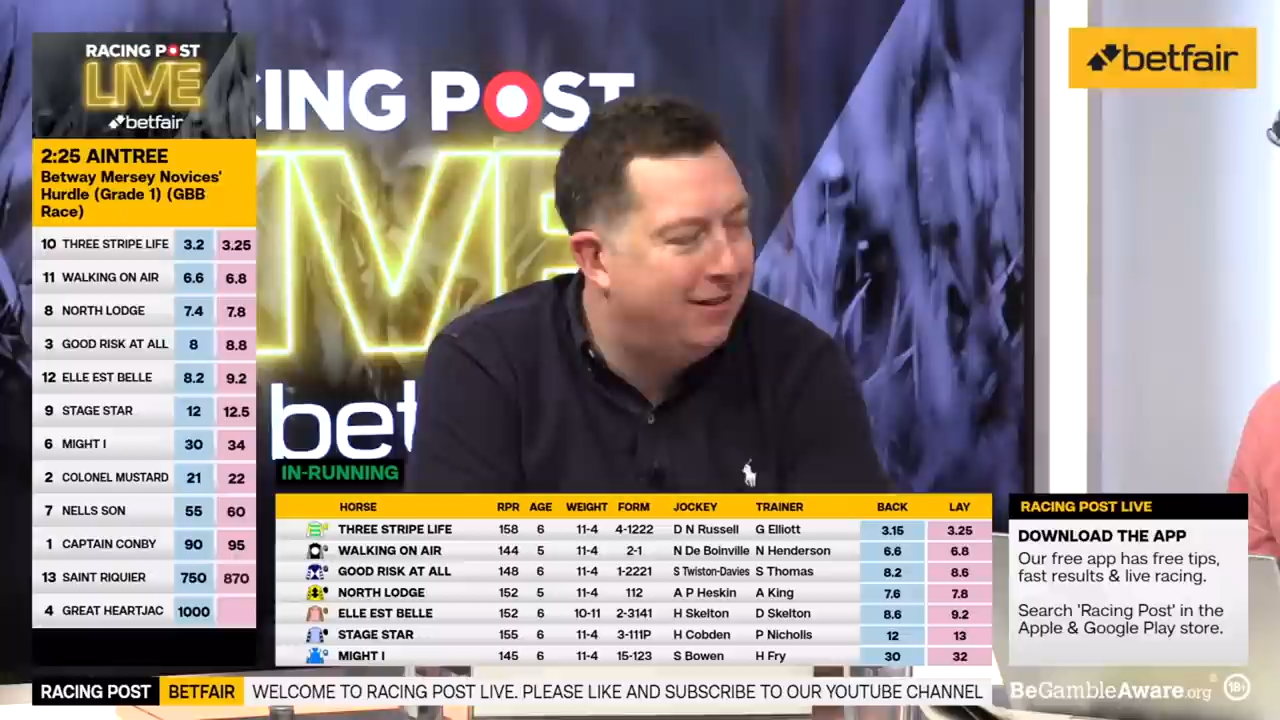 RACING POST
LIVE
betfair
2:25 AINTREE
Betway Mersey Novices'
Hurdle (Grade 1) (GBB
Race)
10 THREE STRIPE LIFE 3.2 3.25
11 WALKING ON AIR 6.6 6.8
8 NORTH LODGE 7.4 7.8
3 GOOD RISK AT ALL 8 8.8
12 ELLE EST BELLE 8.2 9.2
9 STAGE STAR 12 12.5
6 MIGHT I 30 34
2 COLONEL MUSTARD 21 22
7 NELLS SON 55 60
1 CAPTAIN CONBY 90 95
13 SAINT RIQUIER 750 870
4 GREAT HEARTJAC 1000
CING POST
IVE
bet
betfair
IN-RUNNING
HORSE RPR AGE WEIGHT FORM JOCKEY TRAINER BACK LAY
THREE STRIPE LIFE 158 6 11-4 4-1222 D N Russell G Elliott 3.15 3.25
WALKING ON AIR 144 5 11-4 2-1 N De Boinville N Henderson 6.6 6.8
GOOD RISK AT ALL 148 6 11-4 1-2221 S Twiston-Davies S Thomas 8.2 8.6
NORTH LODGE 152 5 11-4 112 A P Heskin A King 7.6 7.8
ELLE EST BELLE 152 6 10-11 2-3141 H Skelton D Skelton 8.6 9.2
STAGE STAR 155 6 11-4 3-111P H Cobden P Nicholls 12 13
MIGHT I 145 6 11-4 15-123 S Bowen H Fry 30 32
RACING POST LIVE
DOWNLOAD THE APP
Our free app has free tips,
fast results & live racing.
Search 'Racing Post' in the
Apple & Google Play store.
RACING POST BETFAIR WELCOME TO RACING POST LIVE. PLEASE LIKE AND SUBSCRIBE TO OUR YOUTUBE CHANNEL
BeGambleAware.org 18+